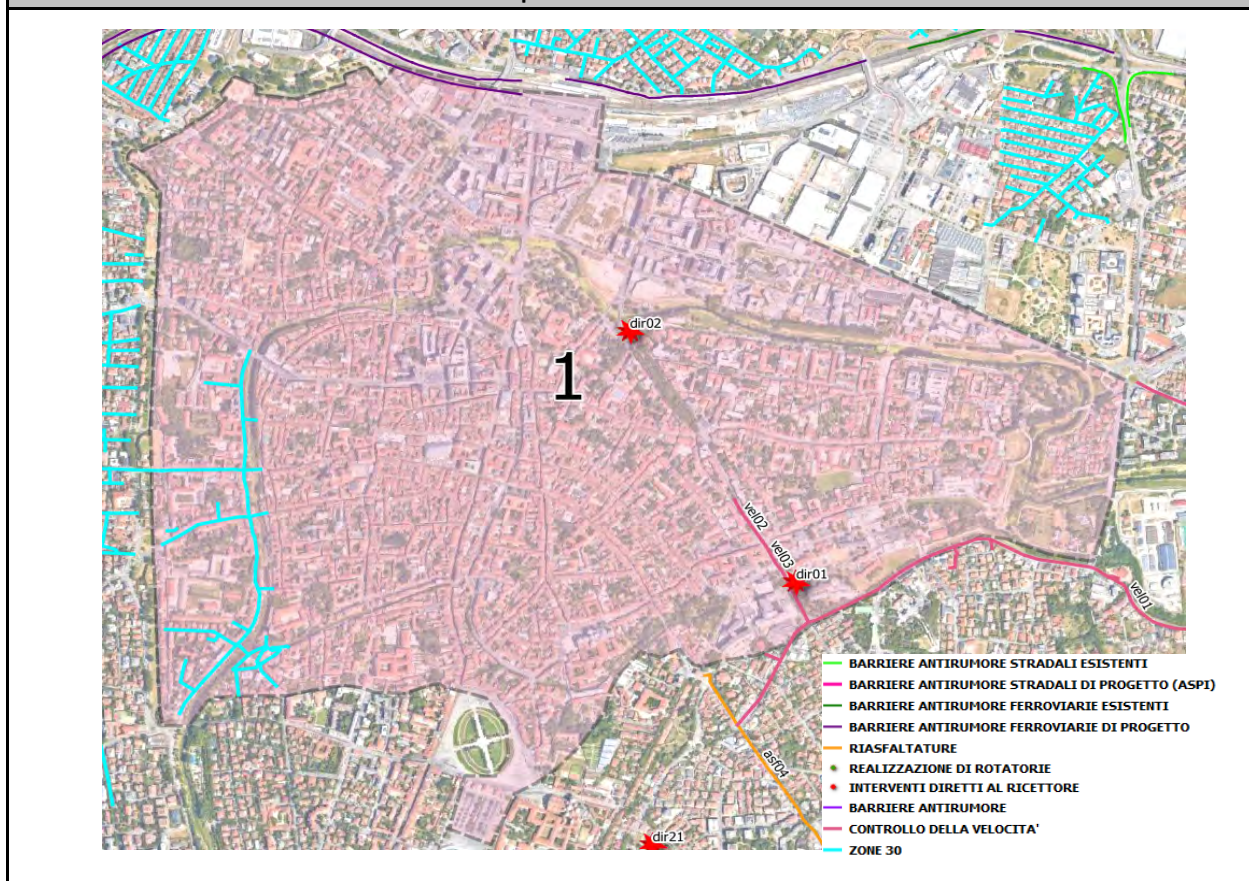 dir02
1
vel02
vel03
dir01
vel01
asf04
dir21
BARRIERE ANTIRUMORE STRADALI ESISTENTI
BARRIERE ANTIRUMORE STRADALI DI PROGETTO (ASPI)
BARRIERE ANTIRUMORE FERROVIARIE ESISTENTI
BARRIERE ANTIRUMORE FERROVIARIE DI PROGETTO
RIASFALTATURE
REALIZZAZIONE DI ROTATORIE
INTERVENTI DIRETTI AL RICETTORE
BARRIERE ANTIRUMORE
CONTROLLO DELLA VELOCITA'
ZONE 30